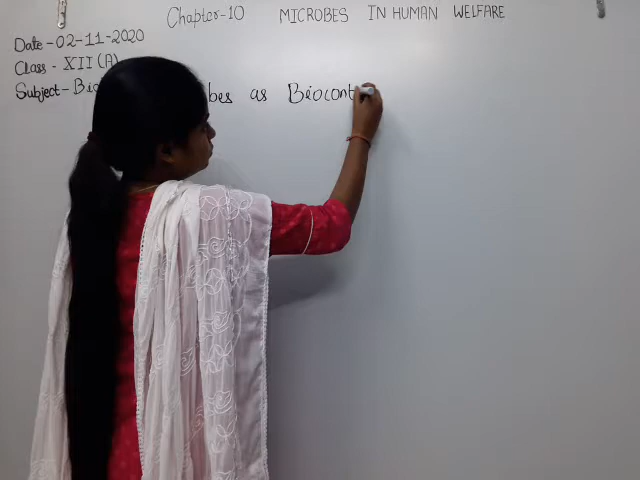 Chapter-10 MICROBES IN HUMAN WELFARE
Date - 02-11-2020
Class - XII (A)
Subject - Bio
bes as Biocont